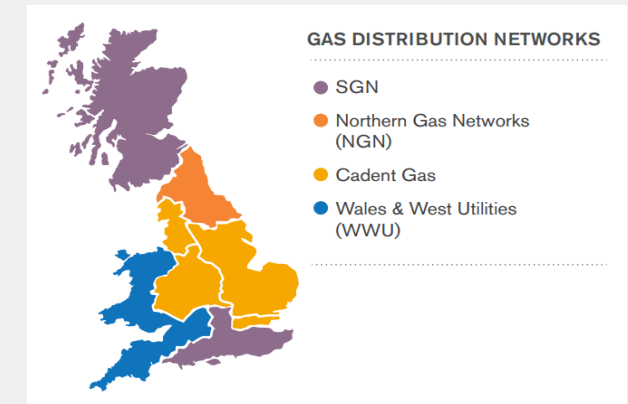 GAS DISTRIBUTION NETWORKS
SGN
Northern Gas Networks
(NGN)
Cadent Gas
Wales & West Utilities
(WWU)